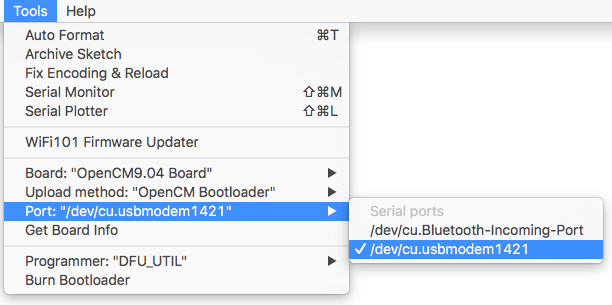 Tools Help
Auto Format ⌘T
Archive Sketch
Fix Encoding & Reload
Serial Monitor ⇧⌘M
Serial Plotter ⇧⌘L
WiFi101 Firmware Updater
Board: "OpenCM9.04 Board" ▶
Upload method: "OpenCM Bootloader" ▶
Port: "/dev/cu.usbmodem1421" ▶
Get Board Info
Programmer: "DFU_UTIL" ▶
Burn Bootloader
Serial ports
/dev/cu.Bluetooth-Incoming-Port
✓ /dev/cu.usbmodem1421